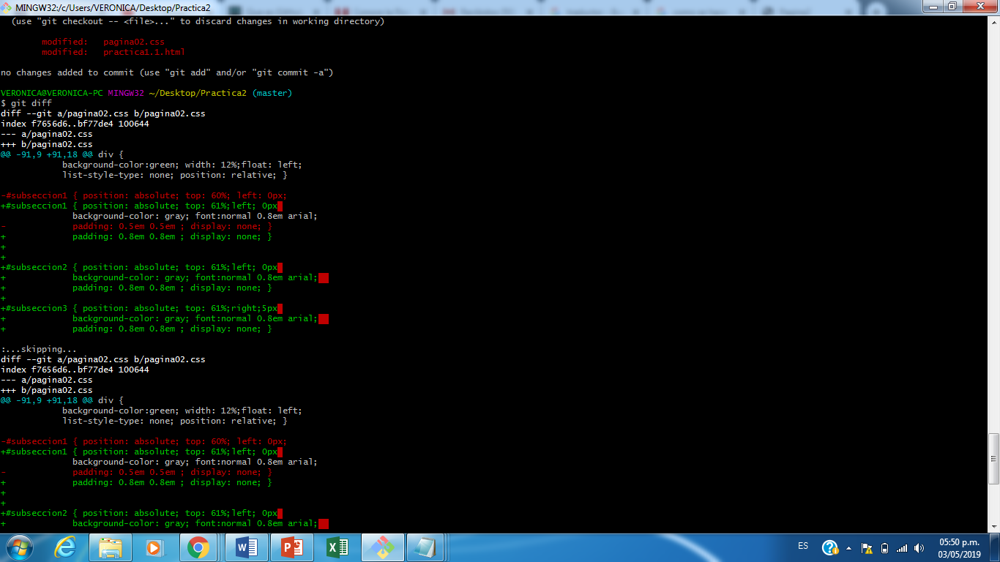 MINGW32:/c/Users/VERONICA/Desktop/Practica2
(use "git checkout -- <file>..." to discard changes in working directory)
modified:   pagina02.css
modified:   practica1.1.html
no changes added to commit (use "git add" and/or "git commit -a")
VERONICA@VERONICA-PC MINGW32 ~/Desktop/Practica2 (master)
$ git diff
diff --git a/pagina02.css b/pagina02.css
index f7656d6..bf77de4 100644
--- a/pagina02.css
+++ b/pagina02.css
@@ -91,9 +91,18 @@ div {
background-color:green; width: 12%;float: left;
list-style-type: none; position: relative; }
-#subseccion1 { position: absolute; top: 60%; left: 0px;
+#subseccion1 { position: absolute; top: 61%;left; 0px
background-color: gray; font:normal 0.8em arial;
-             padding: 0.5em 0.5em ; display: none; }
+             padding: 0.8em 0.8em ; display: none; }
+
+
+#subseccion2 { position: absolute; top: 61%;left; 0px
+             background-color: gray; font:normal 0.8em arial;
+             padding: 0.8em 0.8em ; display: none; }
+
+#subseccion3 { position: absolute; top: 61%;right;5px
+             background-color: gray; font:normal 0.8em arial;
+             padding: 0.8em 0.8em ; display: none; }
:...skipping...
diff --git a/pagina02.css b/pagina02.css
index f7656d6..bf77de4 100644
--- a/pagina02.css
+++ b/pagina02.css
@@ -91,9 +91,18 @@ div {
background-color:green; width: 12%;float: left;
list-style-type: none; position: relative; }
-#subseccion1 { position: absolute; top: 60%; left: 0px;
+#subseccion1 { position: absolute; top: 61%;left; 0px
background-color: gray; font:normal 0.8em arial;
-             padding: 0.5em 0.5em ; display: none; }
+             padding: 0.8em 0.8em ; display: none; }
+
+
+#subseccion2 { position: absolute; top: 61%;left; 0px
+             background-color: gray; font:normal 0.8em arial;
ES
05:50 p.m.
03/05/2019